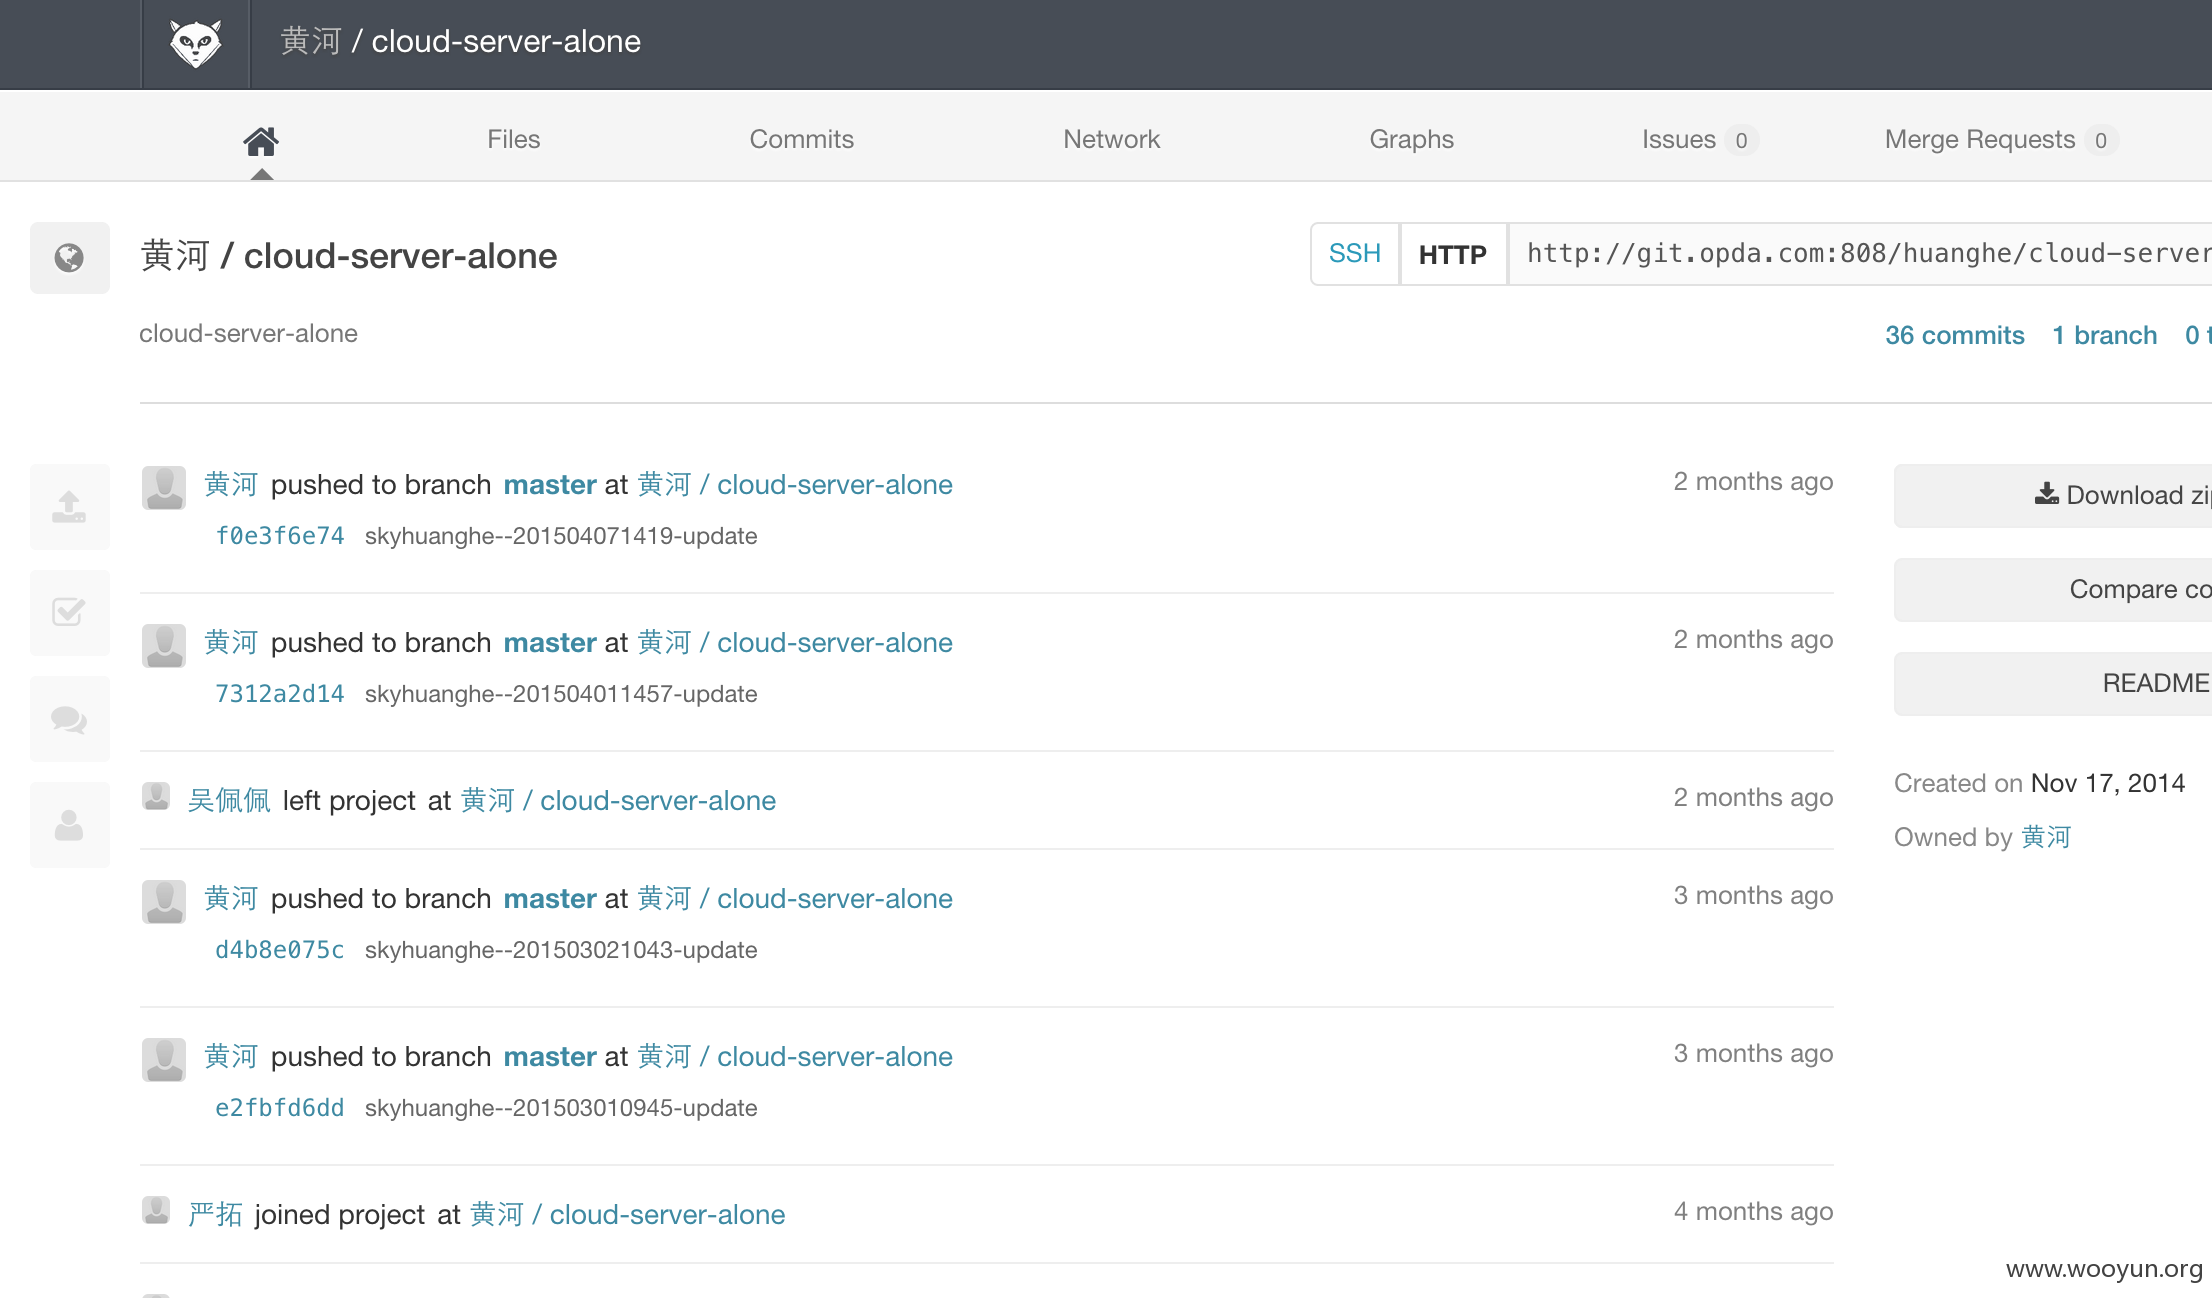 黄河 / cloud-server-alone
Files Commits Network Graphs Issues 0 Merge Requests 0
黄河 / cloud-server-alone
SSH HTTP http://git.opda.com:808/huanghe/cloud-server
cloud-server-alone
36 commits 1 branch 0 t
黄河 pushed to branch master at 黄河 / cloud-server-alone 2 months ago
f0e3f6e74 skyhuanghe--201504071419-update
Download zip
黄河 pushed to branch master at 黄河 / cloud-server-alone 2 months ago
7312a2d14 skyhuanghe--201504011457-update
Compare co
README
吴佩佩 left project at 黄河 / cloud-server-alone 2 months ago
黄河 pushed to branch master at 黄河 / cloud-server-alone 3 months ago
d4b8e075c skyhuanghe--201503021043-update
Created on Nov 17, 2014
Owned by 黄河
黄河 pushed to branch master at 黄河 / cloud-server-alone 3 months ago
e2fbfd6dd skyhuanghe--201503010945-update
严拓 joined project at 黄河 / cloud-server-alone 4 months ago
www.wooyun.org